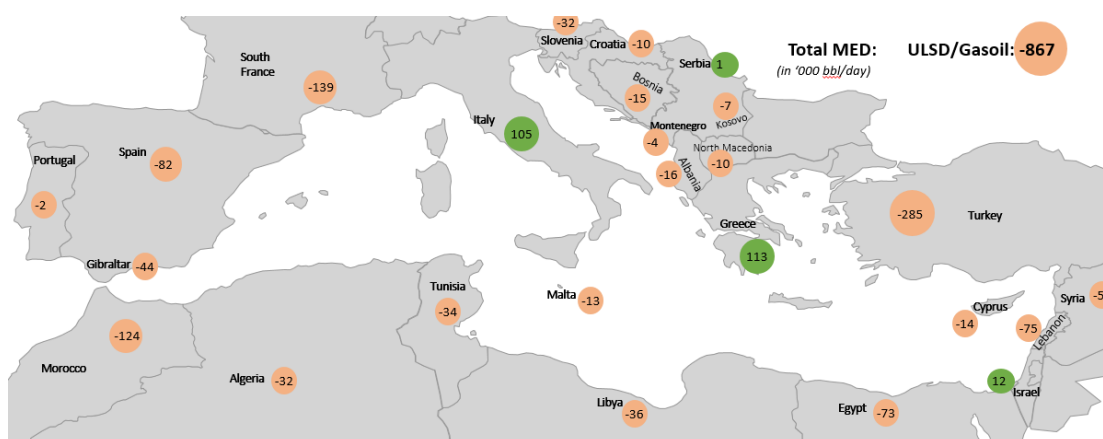 -32
Slovenia
Croatia
-10
Total MED:
ULSD/Gasoil:
-867
(in ‘000 bbl/day)
South
France
-139
Serbia
1
Bosnia
-15
-7
Kosovo
Italy
105
Montenegro
-4
North Macedonia
-10
-16
Albania
Portugal
-2
Spain
-82
Greece
113
-285
Turkey
Gibraltar
-44
Tunisia
-34
Malta
-13
Cyprus
-14
-75
Lebanon
Syria
Morocco
-124
Algeria
-32
Libya
-36
Egypt
-73
12
Israel